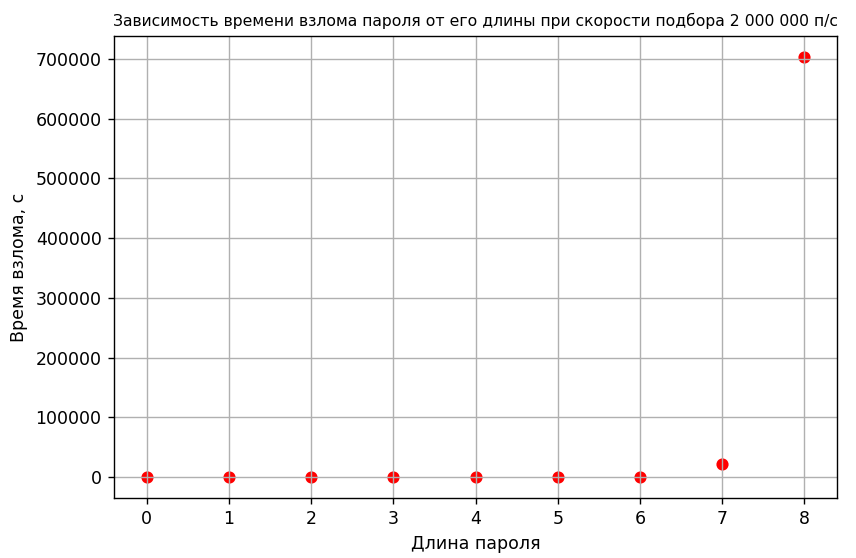 Зависимость времени взлома пароля от его длины при скорости подбора 2 000 000 п/с
700000
600000
500000
400000
300000
200000
100000
0
Время взлома, с
0 1 2 3 4 5 6 7 8
Длина пароля